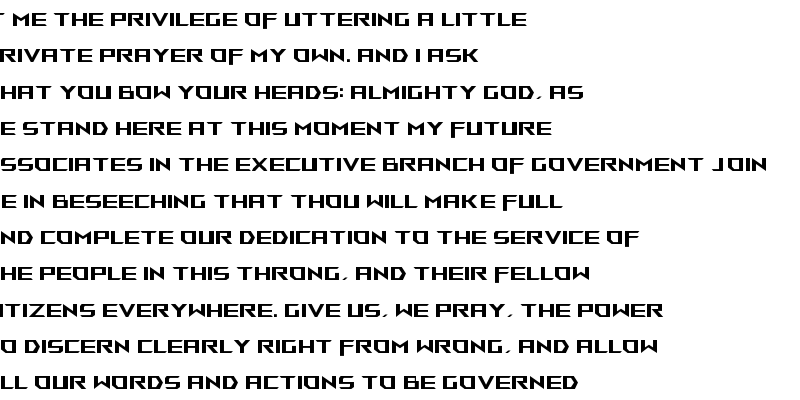 T ME THE PRIVILEGE OF UTTERING A LITTLE
RIVATE PRAYER OF MY OWN. AND I ASK
HAT YOU BOW YOUR HEADS: ALMIGHTY GOD, AS
E STAND HERE AT THIS MOMENT MY FUTURE
SSOCIATES IN THE EXECUTIVE BRANCH OF GOVERNMENT JOIN
E IN BESEECHING THAT THOU WILL MAKE FULL
ND COMPLETE OUR DEDICATION TO THE SERVICE OF
HE PEOPLE IN THIS THRONG, AND THEIR FELLOW
ITIZENS EVERYWHERE. GIVE US, WE PRAY, THE POWER
O DISCERN CLEARLY RIGHT FROM WRONG, AND ALLOW
LL OUR WORDS AND ACTIONS TO BE GOVERNED